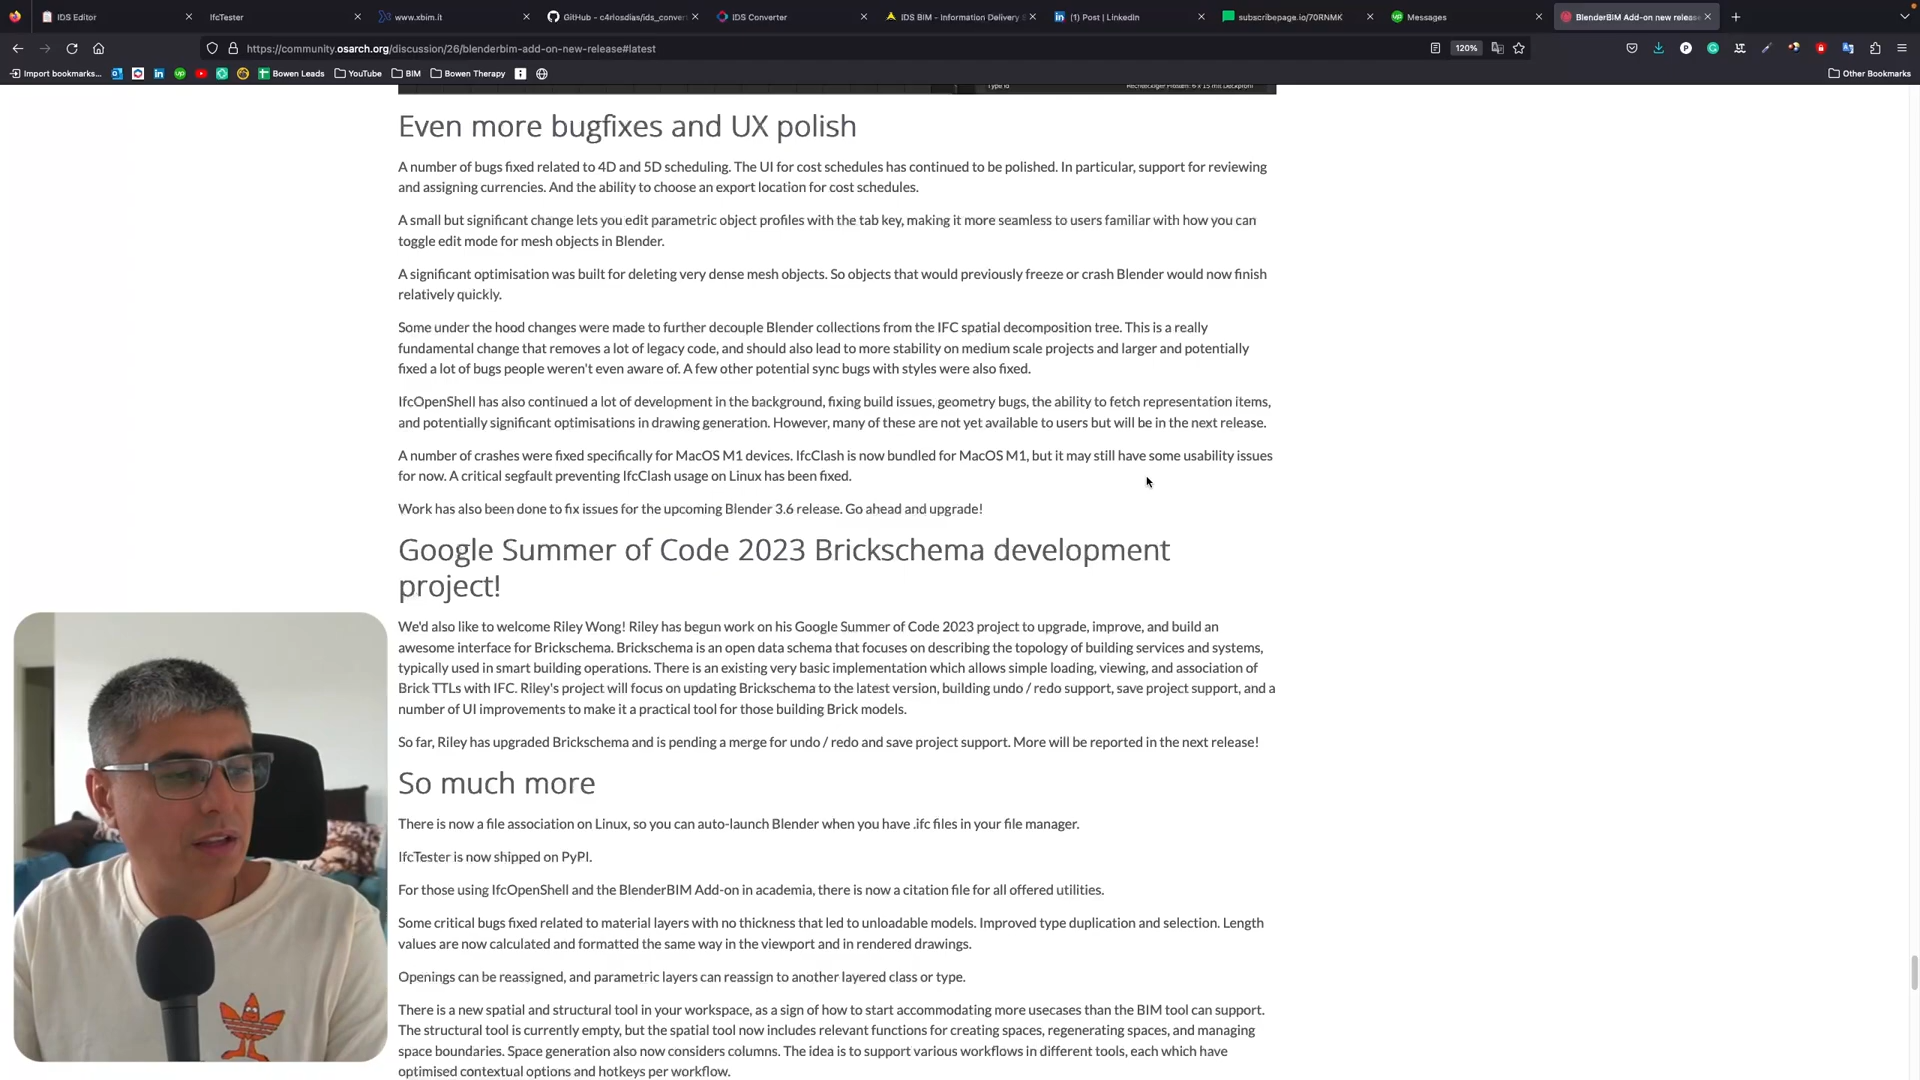 IDS Editor
IfcTester
www.xbim.it
GitHub - c4rlosdias/ids_conver
IDS Converter
IDS BIM - Information Delivery S
(1) Post | LinkedIn
subscribepage.io/70RNMK
Messages
BlenderBIM Add-on new relea
https://community.osarch.org/discussion/26/blenderbim-add-on-new-release#latest
120%
Import bookmarks...
Bowen Leads
YouTube
BIM
Bowen Therapy
Other Bookmarks
Type Id
Even more bugfixes and UX polish
A number of bugs fixed related to 4D and 5D scheduling. The UI for cost schedules has continued to be polished. In particular, support for reviewing
and assigning currencies. And the ability to choose an export location for cost schedules.
A small but significant change lets you edit parametric object profiles with the tab key, making it more seamless to users familiar with how you can
toggle edit mode for mesh objects in Blender.
A significant optimisation was built for deleting very dense mesh objects. So objects that would previously freeze or crash Blender would now finish
relatively quickly.
Some under the hood changes were made to further decouple Blender collections from the IFC spatial decomposition tree. This is a really
fundamental change that removes a lot of legacy code, and should also lead to more stability on medium scale projects and larger and potentially
fixed a lot of bugs people weren't even aware of. A few other potential sync bugs with styles were also fixed.
IfcOpenShell has also continued a lot of development in the background, fixing build issues, geometry bugs, the ability to fetch representation items,
and potentially significant optimisations in drawing generation. However, many of these are not yet available to users but will be in the next release.
A number of crashes were fixed specifically for MacOS M1 devices. IfcClash is now bundled for MacOS M1, but it may still have some usability issues
for now. A critical segfault preventing IfcClash usage on Linux has been fixed.
Work has also been done to fix issues for the upcoming Blender 3.6 release. Go ahead and upgrade!
Google Summer of Code 2023 Brickschema development
project!
We'd also like to welcome Riley Wong! Riley has begun work on his Google Summer of Code 2023 project to upgrade, improve, and build an
awesome interface for Brickschema. Brickschema is an open data schema that focuses on describing the topology of building services and systems,
typically used in smart building operations. There is an existing very basic implementation which allows simple loading, viewing, and association of
Brick TTLs with IFC. Riley's project will focus on updating Brickschema to the latest version, building undo / redo support, save project support, and a
number of UI improvements to make it a practical tool for those building Brick models.
So far, Riley has upgraded Brickschema and is pending a merge for undo / redo and save project support. More will be reported in the next release!
So much more
There is now a file association on Linux, so you can auto-launch Blender when you have .ifc files in your file manager.
IfcTester is now shipped on PyPI.
For those using IfcOpenShell and the BlenderBIM Add-on in academia, there is now a citation file for all offered utilities.
Some critical bugs fixed related to material layers with no thickness that led to unloadable models. Improved type duplication and selection. Length
values are now calculated and formatted the same way in the viewport and in rendered drawings.
Openings can be reassigned, and parametric layers can reassign to another layered class or type.
There is a new spatial and structural tool in your workspace, as a sign of how to start accommodating more usecases than the BIM tool can support.
The structural tool is currently empty, but the spatial tool now includes relevant functions for creating spaces, regenerating spaces, and managing
space boundaries. Space generation also now considers columns. The idea is to support various workflows in different tools, each which have
optimised contextual options and hotkeys per workflow.